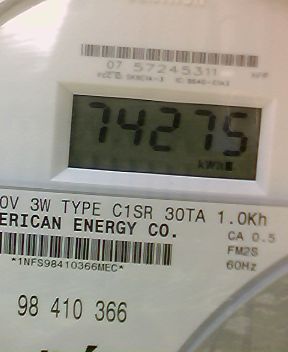 07 57245311
74275
kWh
0V 3W TYPE C1SR 30TA 1.0Kh
ERICAN ENERGY CO.
CA 0.5
FM2S
60Hz
*1NFS98410366MEC*
98 410 366